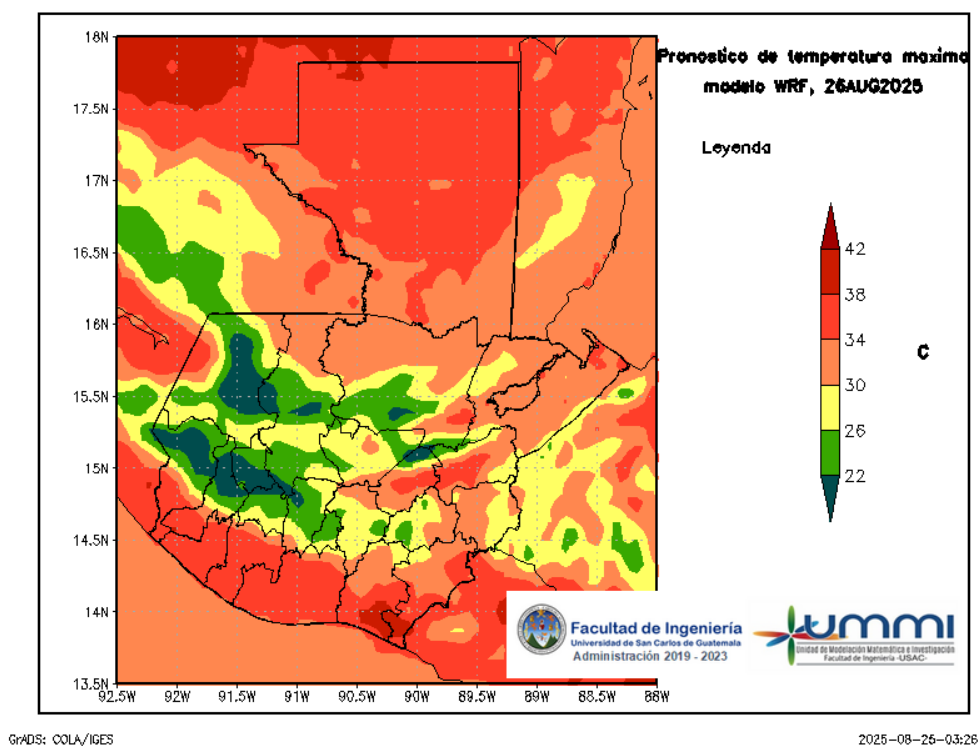 Pronostico de temperatura maxima
modelo WRF, 26AUG2025
Leyenda
42
38
34
30
26
22
C
18N
17.5N
17N
16.5N
16N
15.5N
15N
14.5N
14N
13.5N
92.5W 92W 91.5W 91W 90.5W 90W 89.5W 89W 88.5W 88W
Facultad de Ingeniería
Universidad de San Carlos de Guatemala
Administración 2019 - 2023
ummi
Unidad de Modelación Matemática e Investigación
Facultad de Ingeniería -USAC-
GrADS: COLA/IGES
2025-08-26-03:26